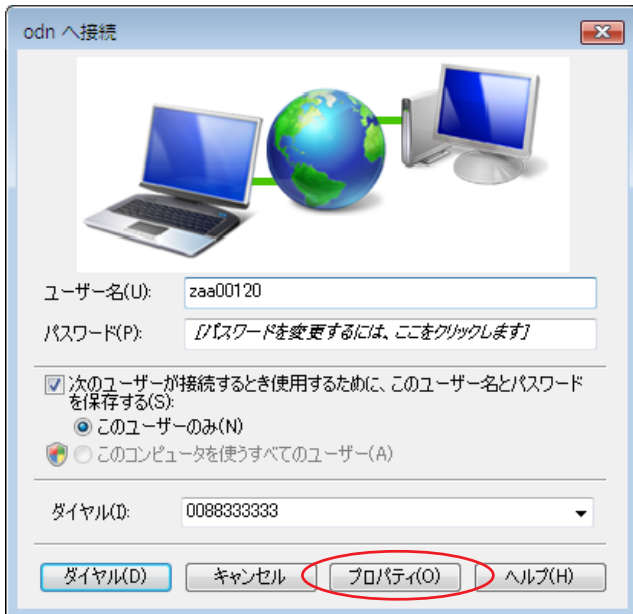 odn へ接続
ユーザー名(U): zaa00120
パスワード(P): [パスワードを変更するには、ここをクリックします]
次のユーザーが接続するとき使用するために、このユーザー名とパスワード
を保存する(S):
このユーザーのみ(N)
このコンピュータを使うすべてのユーザー(A)
ダイヤル(I): 0088333333
ダイヤル(D) キャンセル プロパティ(O) ヘルプ(H)